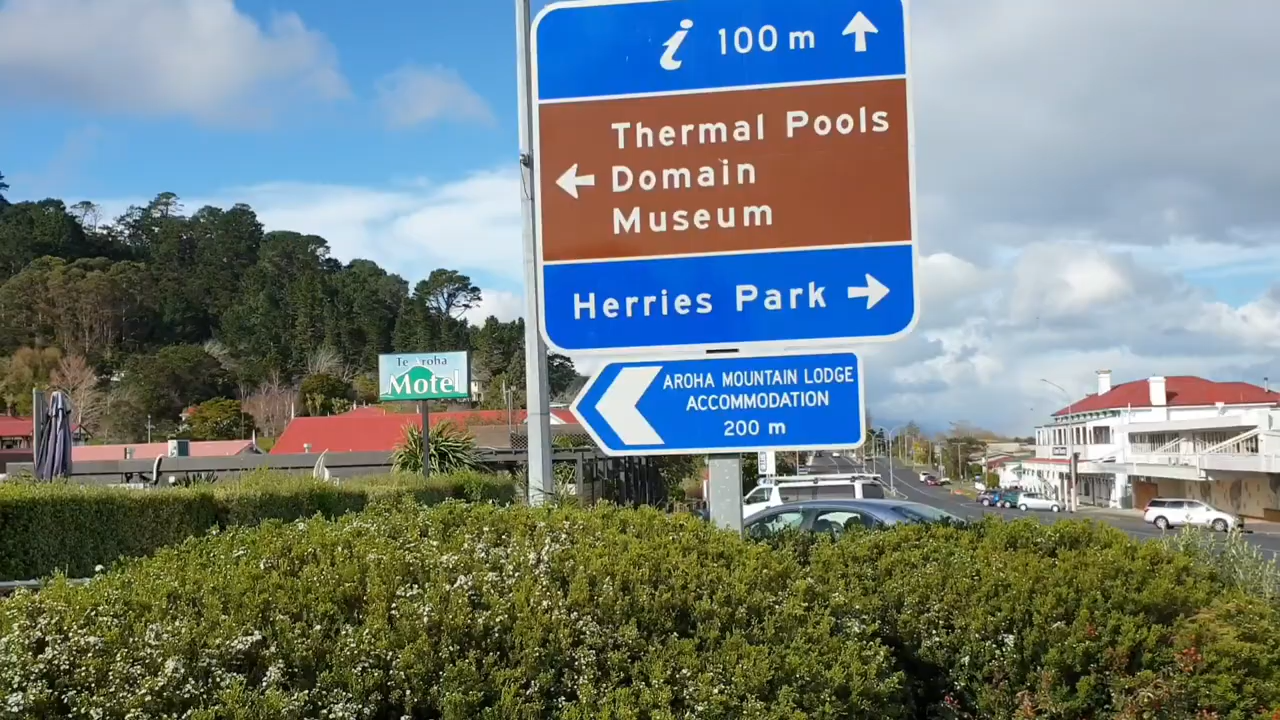 i 100 m
Thermal Pools
Domain
Museum
Herries Park
AROHA MOUNTAIN LODGE
ACCOMMODATION
200 m
Te Aroha
Motel